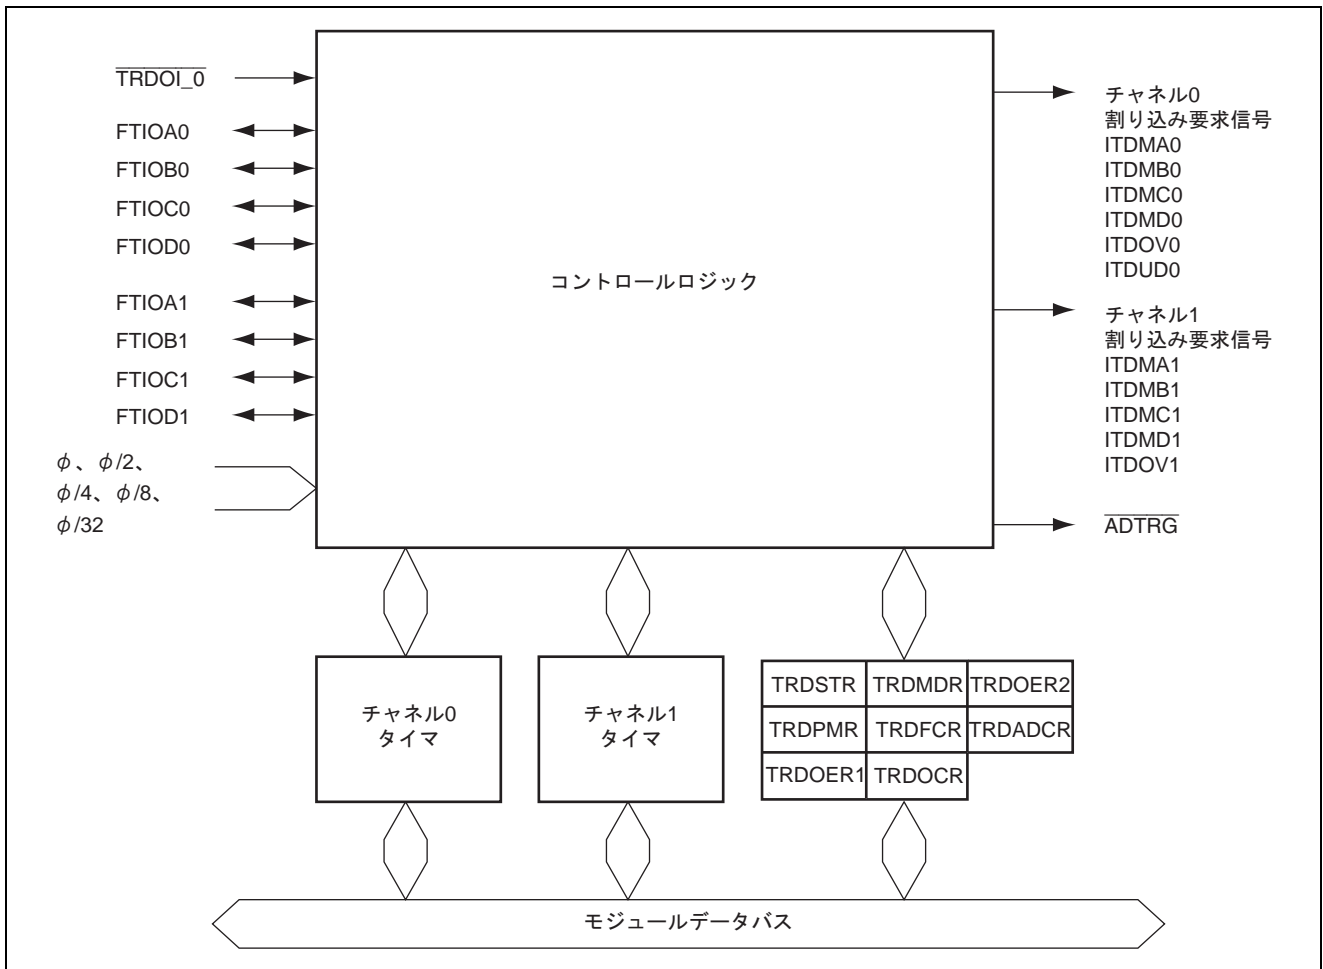 TRDOI_0
FTIOA0
FTIOB0
FTIOC0
FTIOD0
FTIOA1
FTIOB1
FTIOC1
FTIOD1
φ、φ/2、
φ/4、φ/8、
φ/32
コントロールロジック
チャネル0
割り込み要求信号
ITDMA0
ITDMB0
ITDMC0
ITDMD0
ITDOV0
ITDUD0
チャネル1
割り込み要求信号
ITDMA1
ITDMB1
ITDMC1
ITDMD1
ITDOV1
ADTRG
チャネル0
タイマ
チャネル1
タイマ
TRDSTR TRDMDR TRDOER2
TRDPMR TRDFCR TRDADCR
TRDOER1 TRDOCR
モジュールデータバス